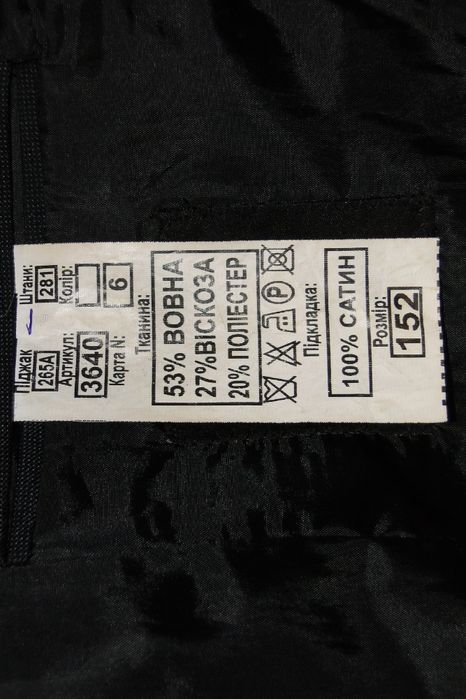 Піджак Штани:
265А 281
Артикул: Колір:
3640
Карта N: 6
Тканина:
53% ВОВНА
27%ВІСКОЗА
20% ПОЛІЕСТЕР
P
Підкладка:
100% САТИН
Розмір:
152